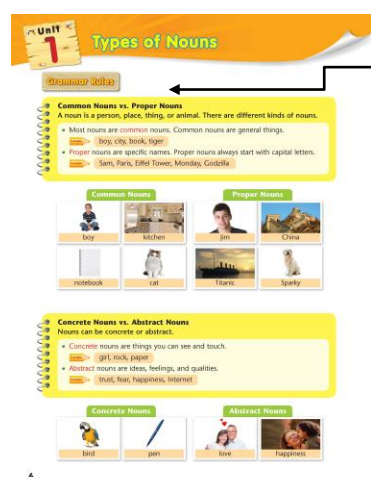 Unit
1
Types of Nouns
Grammar Rules
Common Nouns vs. Proper Nouns
A noun is a person, place, thing, or animal. There are different kinds of nouns.
• Most nouns are common nouns. Common nouns are general things.
boy, city, book, tiger
• Proper nouns are specific names. Proper nouns always start with capital letters.
Sam, Paris, Eiffel Tower, Monday, Godzilla
Common Nouns
Proper Nouns
boy
kitchen
Jim
China
notebook
cat
Titanic
Sparky
Concrete Nouns vs. Abstract Nouns
Nouns can be concrete or abstract.
• Concrete nouns are things you can see and touch.
girl, rock, paper
• Abstract nouns are ideas, feelings, and qualities.
trust, fear, happiness, Internet
Concrete Nouns
Abstract Nouns
bird
pen
love
happiness